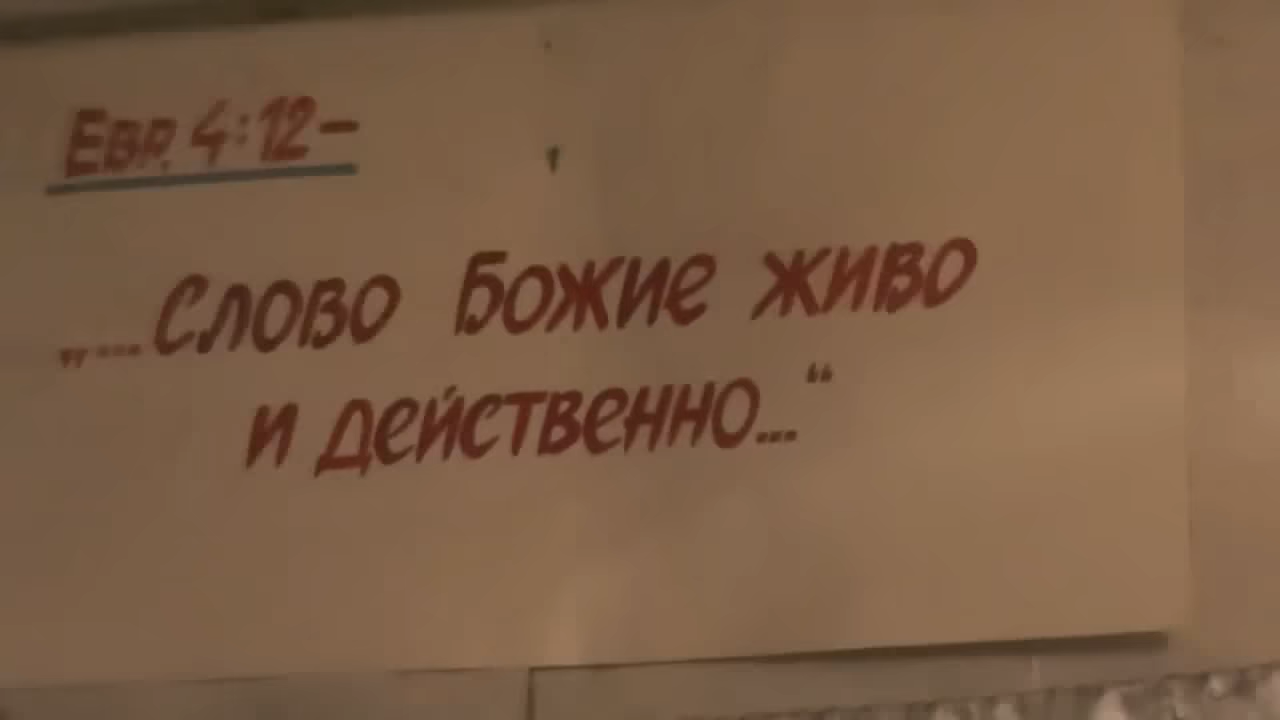 Евр. 4:12–
„...Слово Божие живо
и действенно...“